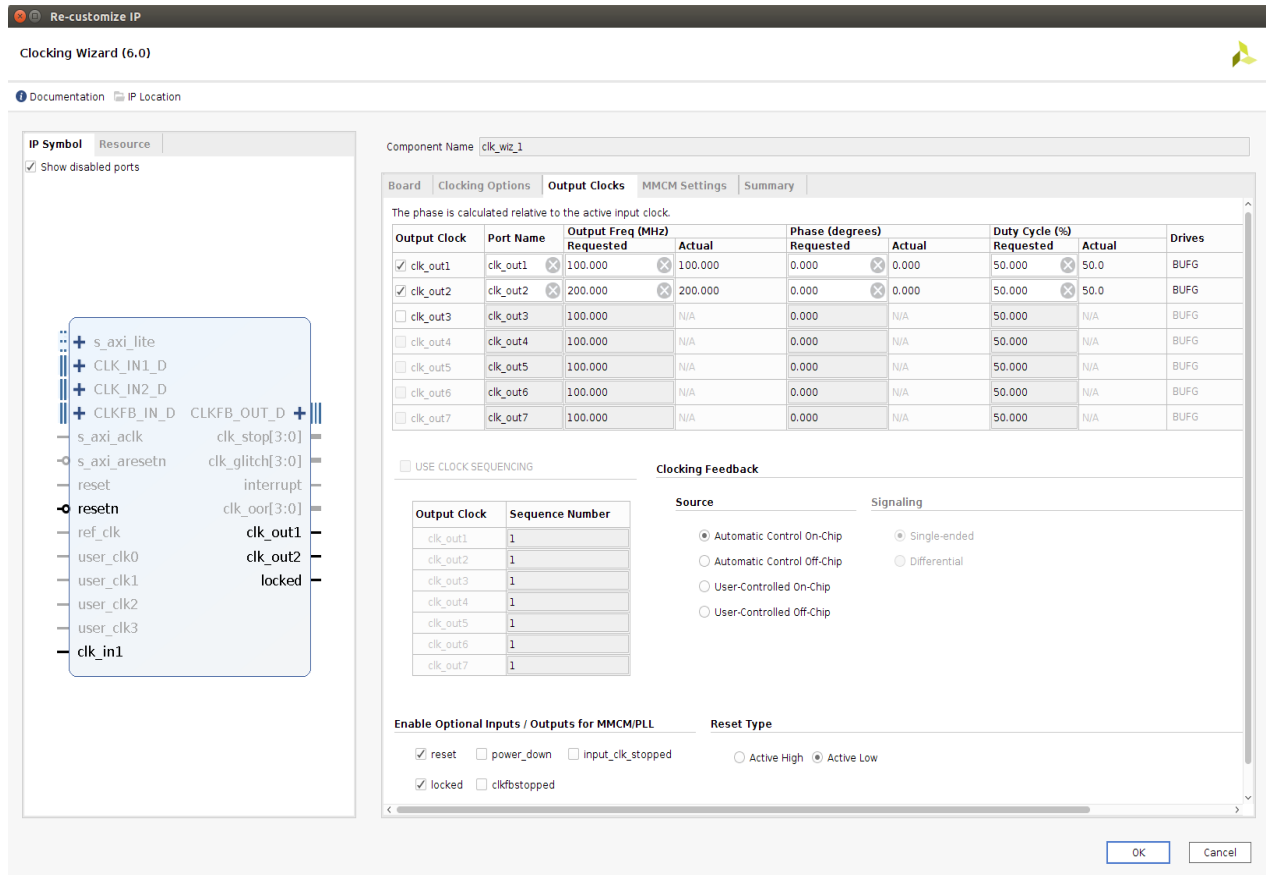 Re-customize IP
Clocking Wizard (6.0)
Documentation IP Location
IP Symbol Resource
Show disabled ports
s_axi_lite
CLK_IN1_D
CLK_IN2_D
CLKFB_IN_D CLKFB_OUT_D
s_axi_aclk clk_stop[3:0]
s_axi_aresetn clk_glitch[3:0]
reset interrupt
resetn clk_oor[3:0]
ref_clk clk_out1
user_clk0 clk_out2
user_clk1 locked
user_clk2
user_clk3
clk_in1
Component Name clk_wiz_1
Board Clocking Options Output Clocks MMCM Settings Summary
The phase is calculated relative to the active input clock.
Output Clock Port Name Output Freq (MHz) Phase (degrees) Duty Cycle (%) Drives
Requested Actual Requested Actual Requested Actual
clk_out1 clk_out1 100.000 100.000 0.000 0.000 50.000 50.0 BUFG
clk_out2 clk_out2 200.000 200.000 0.000 0.000 50.000 50.0 BUFG
clk_out3 clk_out3 100.000 N/A 0.000 N/A 50.000 N/A BUFG
clk_out4 clk_out4 100.000 N/A 0.000 N/A 50.000 N/A BUFG
clk_out5 clk_out5 100.000 N/A 0.000 N/A 50.000 N/A BUFG
clk_out6 clk_out6 100.000 N/A 0.000 N/A 50.000 N/A BUFG
clk_out7 clk_out7 100.000 N/A 0.000 N/A 50.000 N/A BUFG
USE CLOCK SEQUENCING
Output Clock Sequence Number
clk_out1 1
clk_out2 1
clk_out3 1
clk_out4 1
clk_out5 1
clk_out6 1
clk_out7 1
Clocking Feedback
Source Signaling
Automatic Control On-Chip Single-ended
Automatic Control Off-Chip Differential
User-Controlled On-Chip
User-Controlled Off-Chip
Enable Optional Inputs / Outputs for MMCM/PLL Reset Type
reset power_down input_clk_stopped Active High Active Low
locked clkfbstopped
OK Cancel